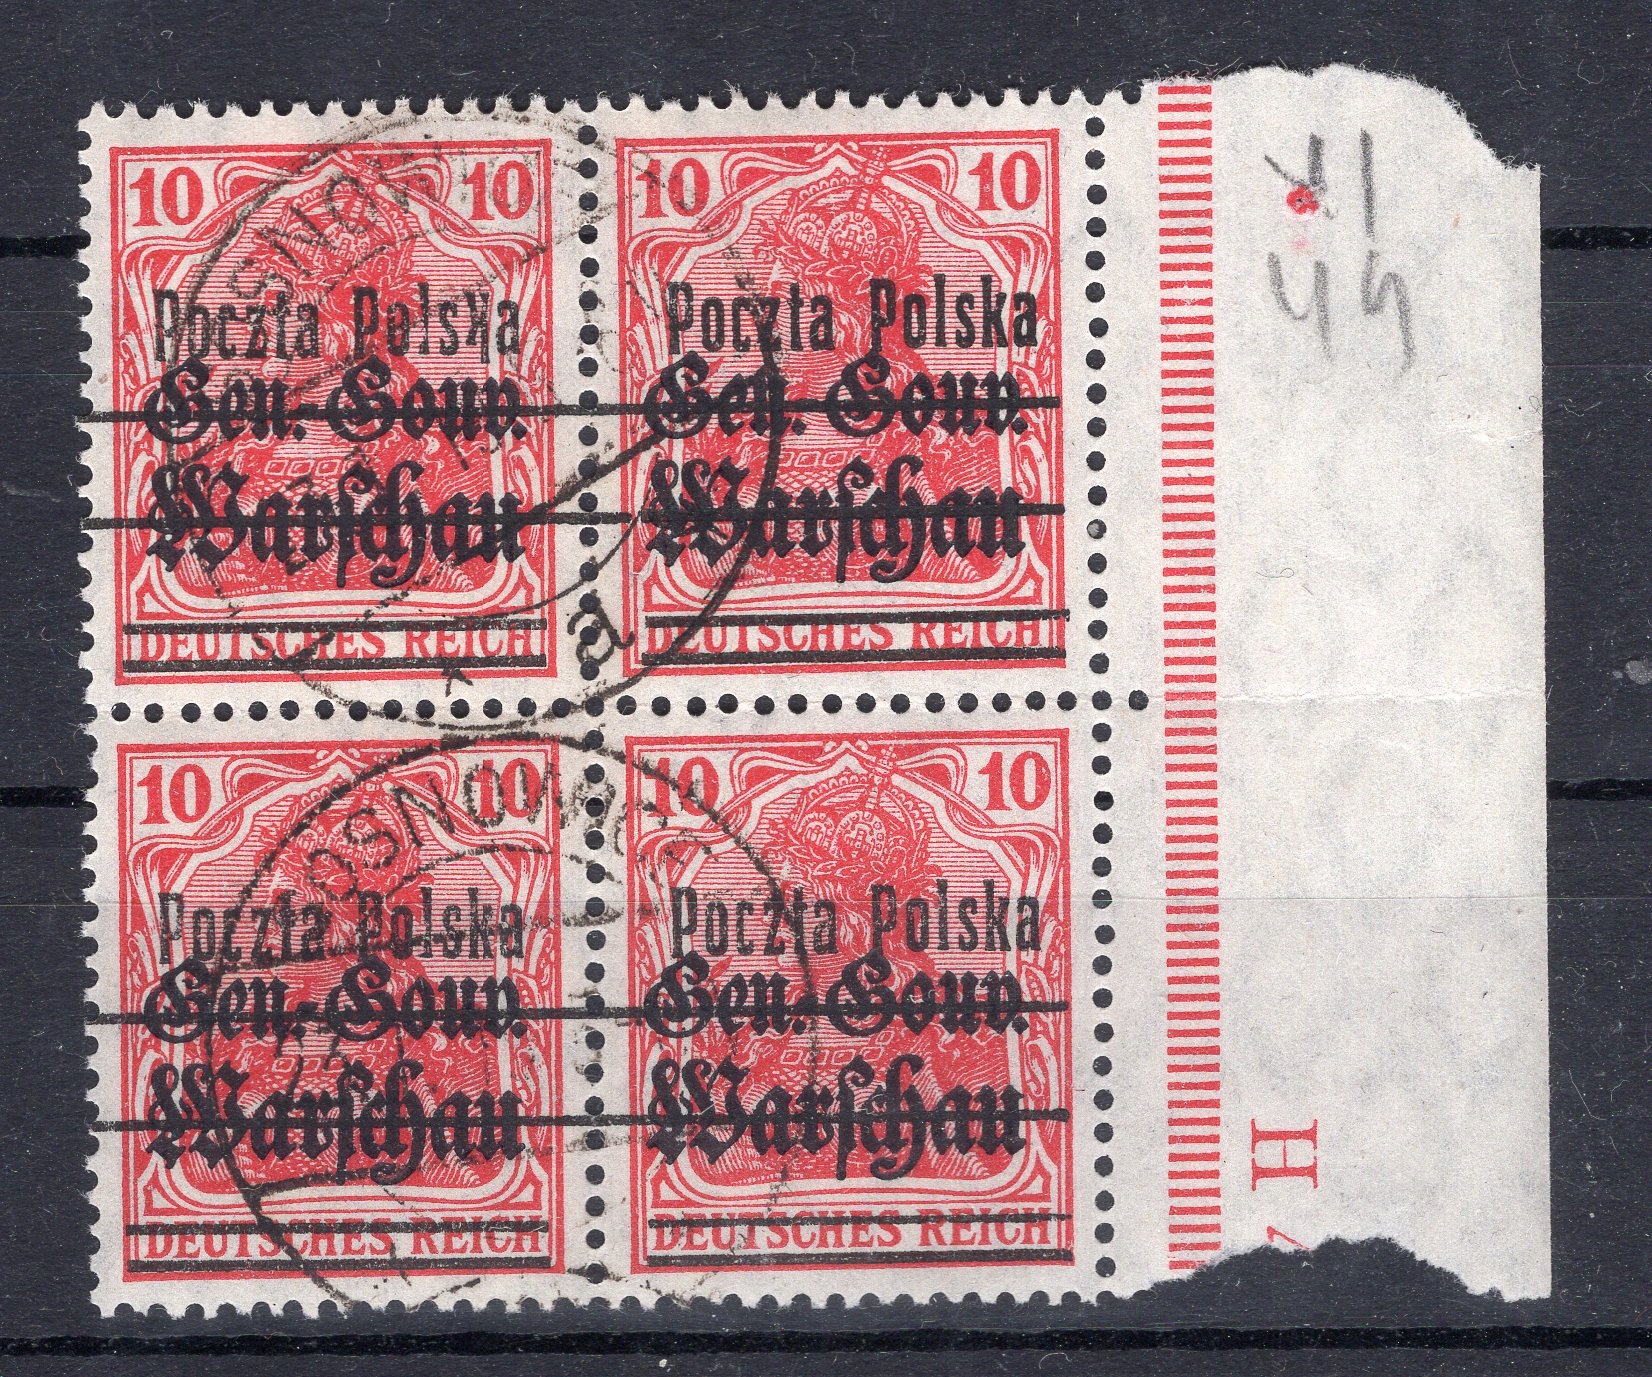 10 10 10 10
Poczta Polska Poczta Polska
Gen.-Gouv. Gen.-Gouv.
Warschau Warschau
a
DEUTSCHES REICH DEUTSCHES REICH
10 10 10 10
SOSNOWICE
Poczta Polska Poczta Polska
Gen.-Gouv. Gen.-Gouv.
Warschau Warschau
DEUTSCHES REICH DEUTSCHES REICH
H